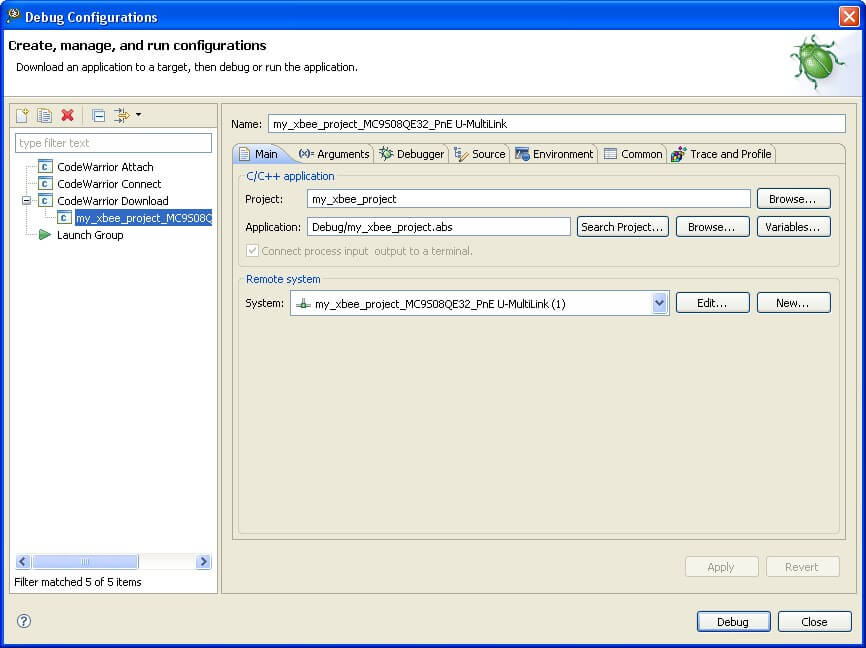 Debug Configurations
Create, manage, and run configurations
Download an application to a target, then debug or run the application.
type filter text
CodeWarrior Attach
CodeWarrior Connect
CodeWarrior Download
my_xbee_project_MC9S08Q
Launch Group
Filter matched 5 of 5 items
Name: my_xbee_project_MC9S08QE32_PnE U-MultiLink
Main (x)= Arguments Debugger Source Environment Common Trace and Profile
C/C++ application
Project: my_xbee_project Browse...
Application: Debug/my_xbee_project.abs Search Project... Browse... Variables...
Connect process input output to a terminal.
Remote system
System: my_xbee_project_MC9S08QE32_PnE U-MultiLink (1) Edit... New...
Apply Revert
? Debug Close